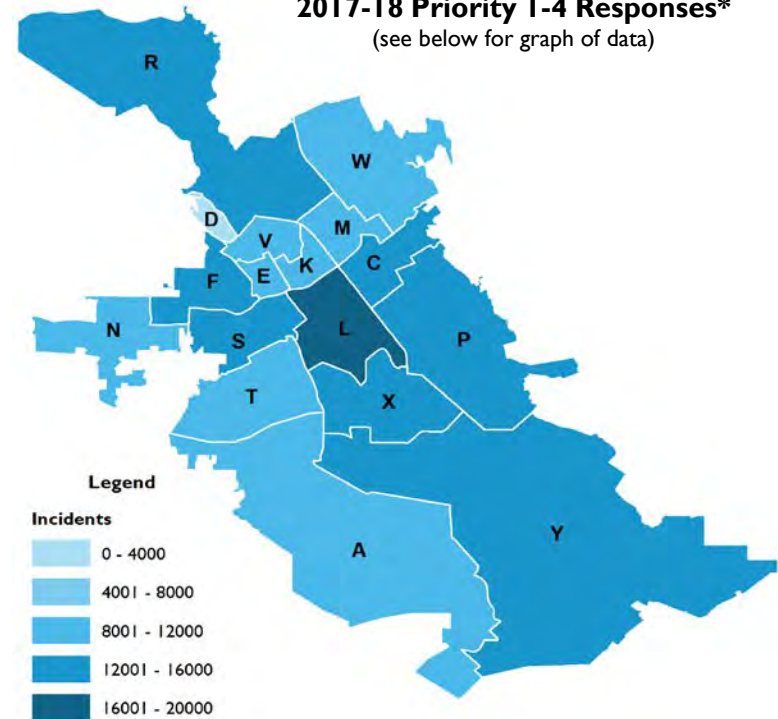 2017-18 Priority 1-4 Responses*
(see below for graph of data)
R
W
D
M
V
C
K
E
F
N
L
S
P
T
X
Legend
Incidents
Y
A
0 - 4000
4001 - 8000
8001 - 12000
12001 - 16000
16001 - 20000